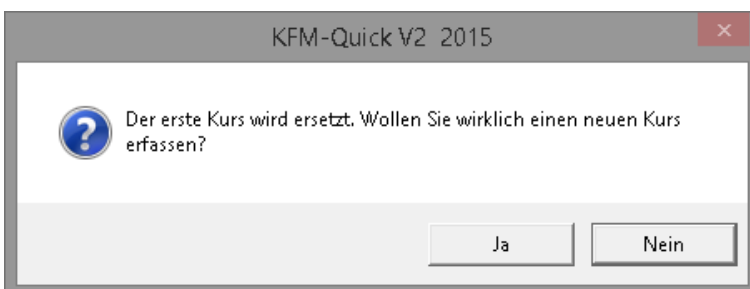 KFM-Quick V2 2015
Der erste Kurs wird ersetzt. Wollen Sie wirklich einen neuen Kurs
erfassen?
Ja
Nein